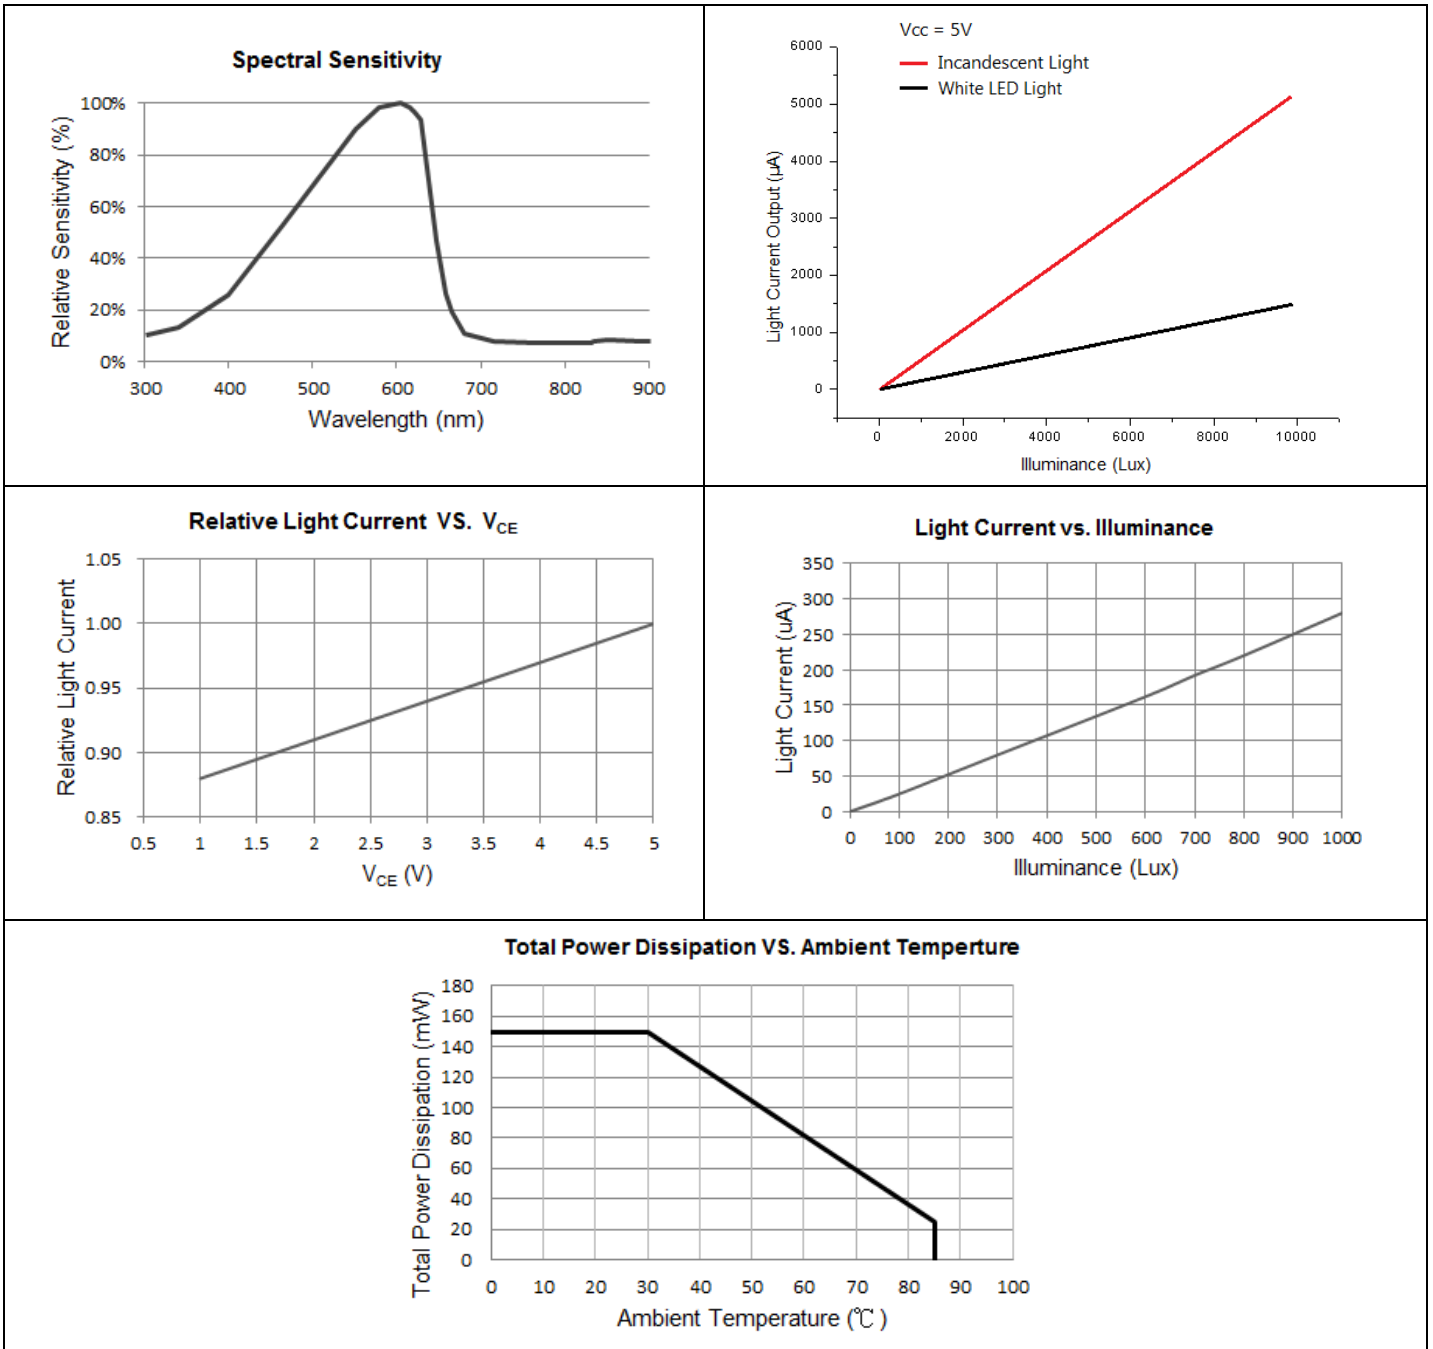 Spectral Sensitivity
Relative Sensitivity (%)
100%
80%
60%
40%
20%
0%
300 400 500 600 700 800 900
Wavelength (nm)
Vcc = 5V
Incandescent Light
White LED Light
Light Current Output (µA)
6000
5000
4000
3000
2000
1000
0
0 2000 4000 6000 8000 10000
Illuminance (Lux)
Relative Light Current VS. VCE
Relative Light Current
1.05
1.00
0.95
0.90
0.85
0.5 1 1.5 2 2.5 3 3.5 4 4.5 5
VCE (V)
Light Current vs. Illuminance
Light Current (uA)
350
300
250
200
150
100
50
0
0 100 200 300 400 500 600 700 800 900 1000
Illuminance (Lux)
Total Power Dissipation VS. Ambient Temperture
Total Power Dissipation (mW)
180
160
140
120
100
80
60
40
20
0
0 10 20 30 40 50 60 70 80 90 100
Ambient Temperature (℃)